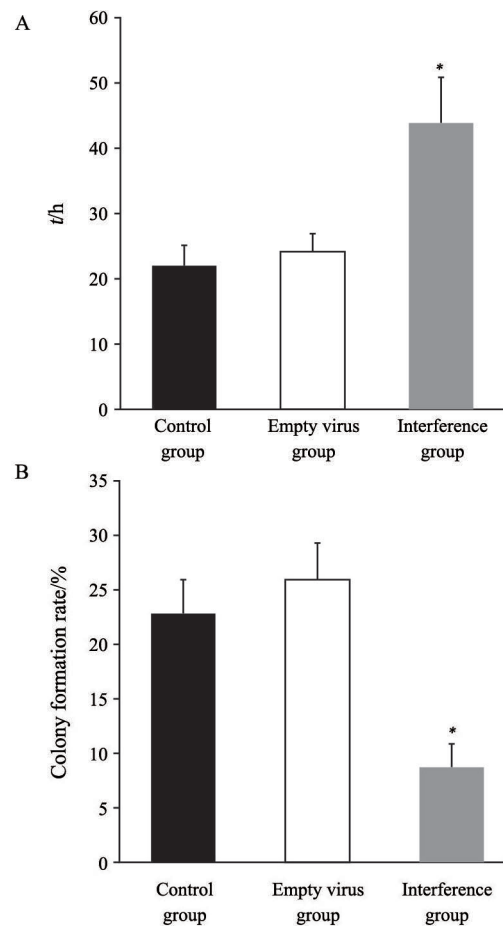 A
60
50
40
30
20
10
0
t/h
*
Control group
Empty virus group
Interference group
B
35
30
25
20
15
10
5
0
Colony formation rate/%
*
Control group
Empty virus group
Interference group